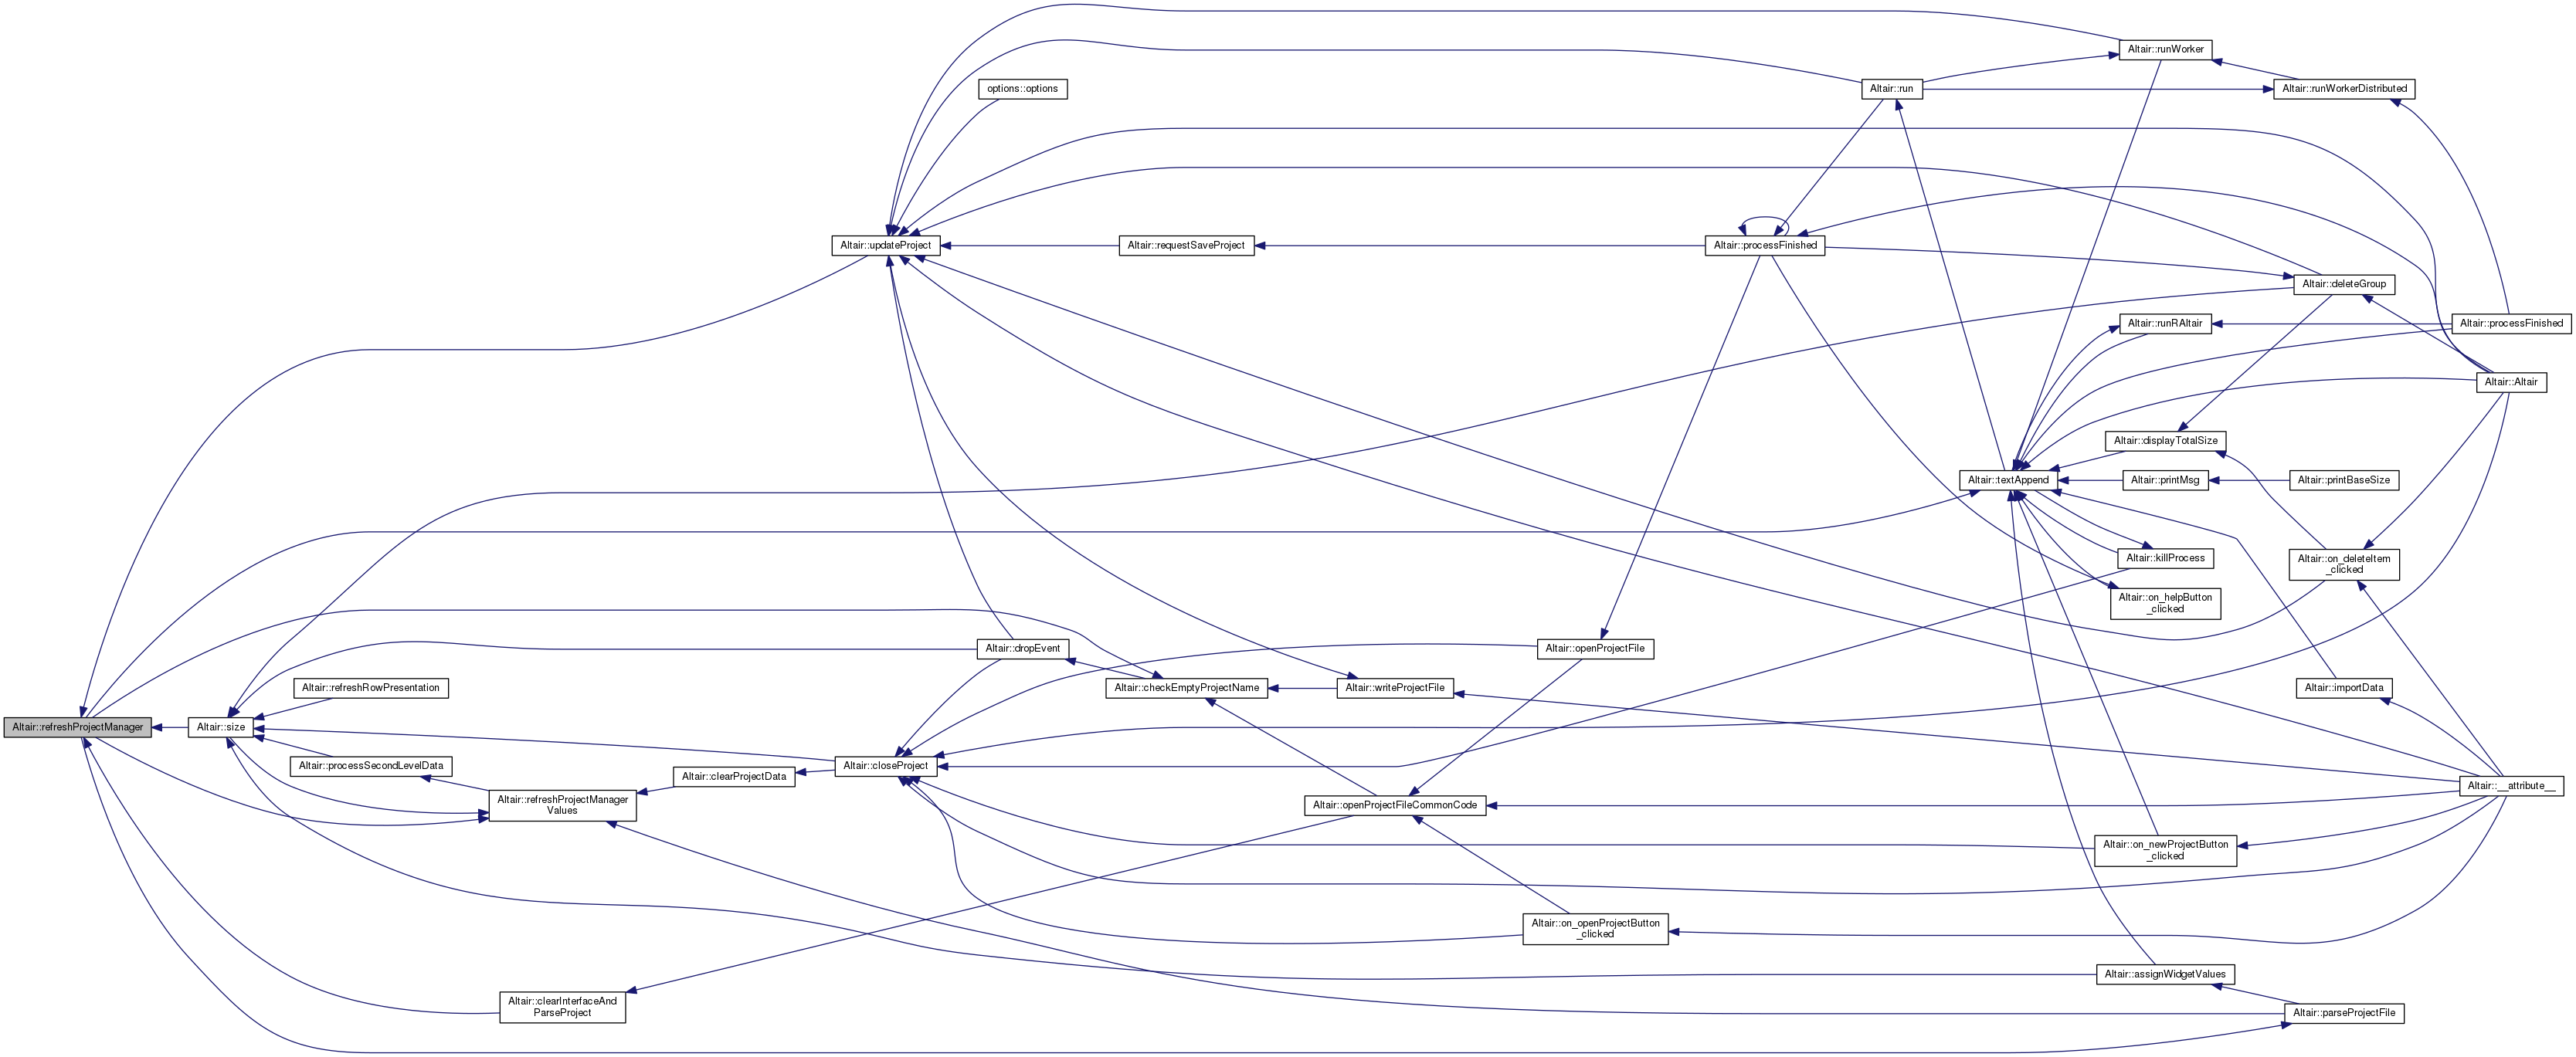 Altair::runWorker
options::options
Altair::run
Altair::runWorkerDistributed
Altair::updateProject
Altair::requestSaveProject
Altair::processFinished
Altair::deleteGroup
Altair::runRAltair
Altair::processFinished
Altair::Altair
Altair::displayTotalSize
Altair::textAppend
Altair::printMsg
Altair::printBaseSize
Altair::killProcess
Altair::on_deleteItem
_clicked
Altair::on_helpButton
_clicked
Altair::dropEvent
Altair::openProjectFile
Altair::refreshRowPresentation
Altair::checkEmptyProjectName
Altair::writeProjectFile
Altair::importData
Altair::refreshProjectManager
Altair::size
Altair::processSecondLevelData
Altair::closeProject
Altair::clearProjectData
Altair::__attribute__
Altair::refreshProjectManager
Values
Altair::openProjectFileCommonCode
Altair::on_newProjectButton
_clicked
Altair::on_openProjectButton
_clicked
Altair::assignWidgetValues
Altair::clearInterfaceAnd
ParseProject
Altair::parseProjectFile